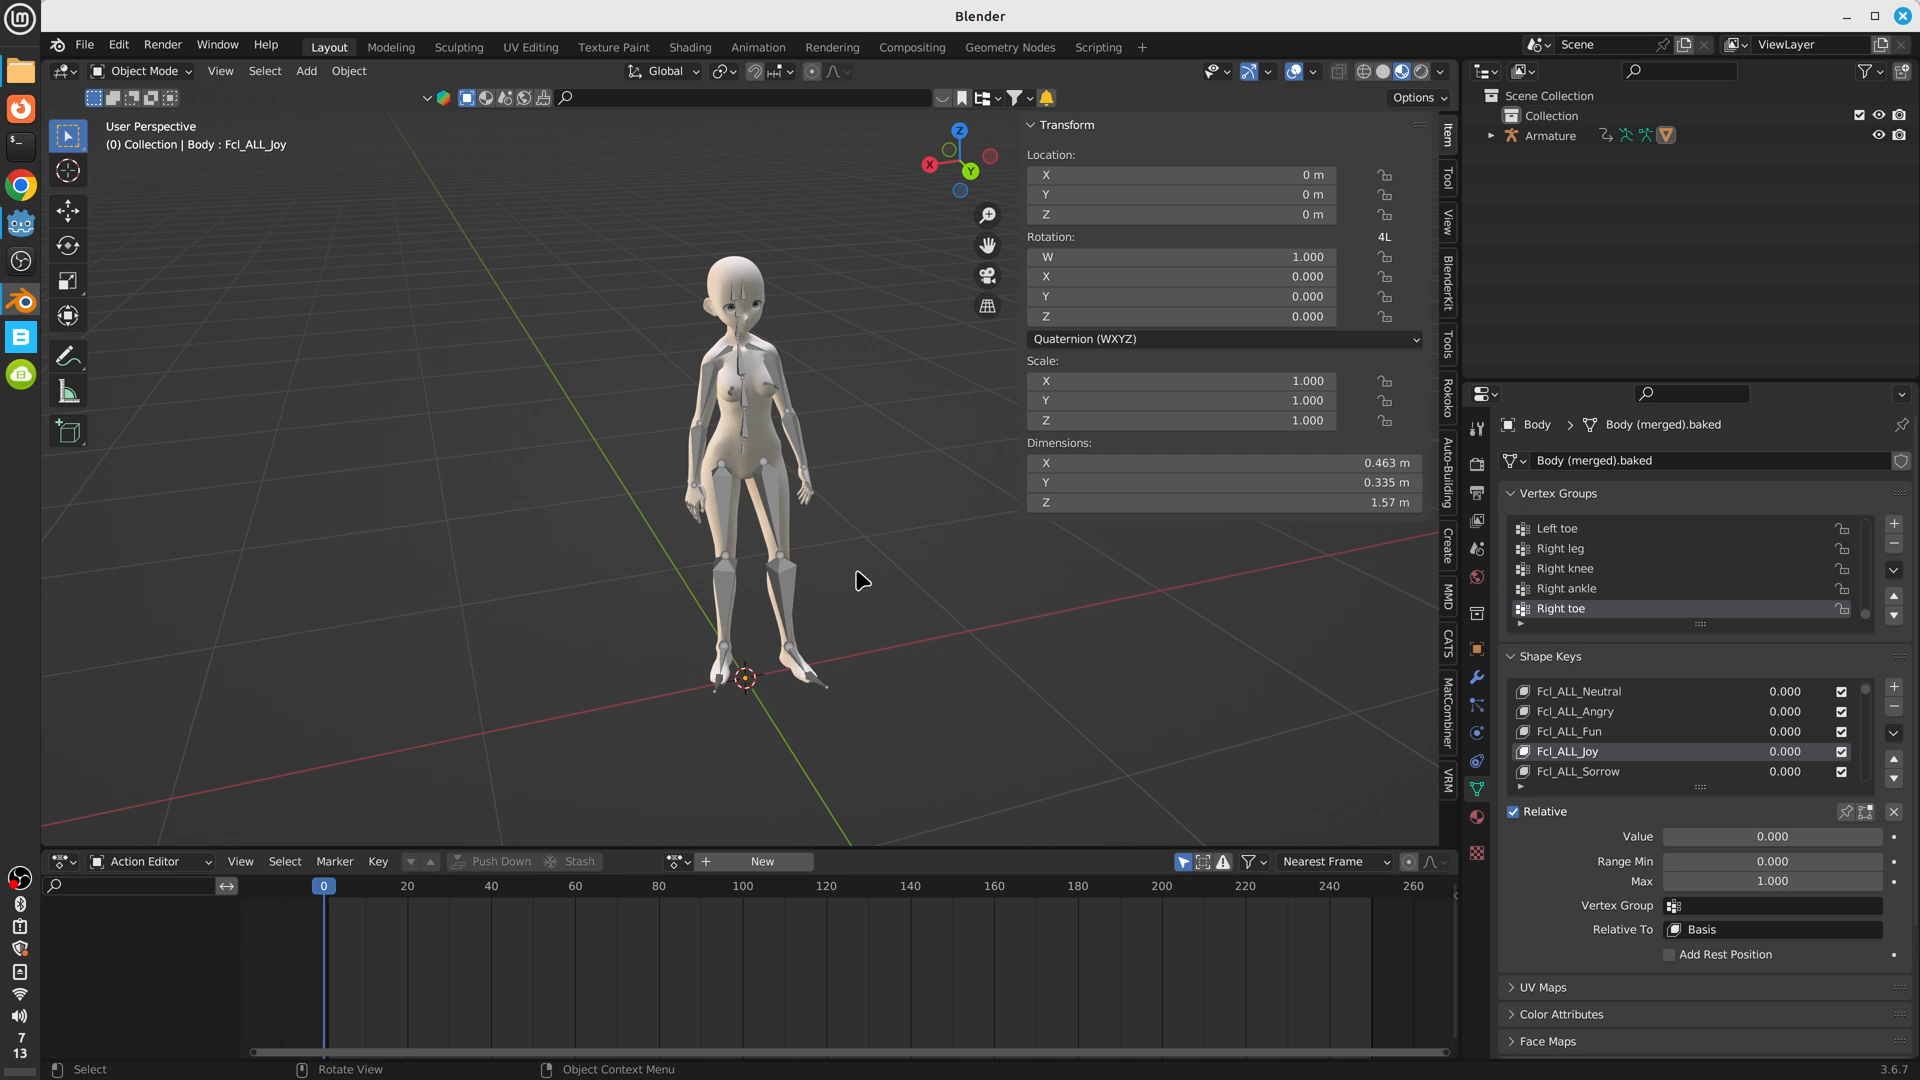 Blender
File Edit Render Window Help
Layout Modeling Sculpting UV Editing Texture Paint Shading Animation Rendering Compositing Geometry Nodes Scripting +
Scene
ViewLayer
Object Mode View Select Add Object
Global
Options
User Perspective
(0) Collection | Body : Fcl_ALL_Joy
Z
X
Y
Transform
Location:
X 0 m
Y 0 m
Z 0 m
Rotation: 4L
W 1.000
X 0.000
Y 0.000
Z 0.000
Quaternion (WXYZ)
Scale:
X 1.000
Y 1.000
Z 1.000
Dimensions:
X 0.463 m
Y 0.335 m
Z 1.57 m
Item
Tool
View
BlenderKit
Tools
Rokoko
Auto-Building
Create
MMD
CATS
MatCombiner
VRM
Scene Collection
Collection
Armature
Body > Body (merged).baked
Body (merged).baked
Vertex Groups
Left toe
Right leg
Right knee
Right ankle
Right toe
Shape Keys
Fcl_ALL_Neutral 0.000
Fcl_ALL_Angry 0.000
Fcl_ALL_Fun 0.000
Fcl_ALL_Joy 0.000
Fcl_ALL_Sorrow 0.000
Relative
Value 0.000
Range Min 0.000
Max 1.000
Vertex Group
Relative To Basis
Add Rest Position
UV Maps
Color Attributes
Face Maps
Action Editor View Select Marker Key Push Down Stash + New Nearest Frame
0 20 40 60 80 100 120 140 160 180 200 220 240 260
7
13
Select Rotate View Object Context Menu 3.6.7